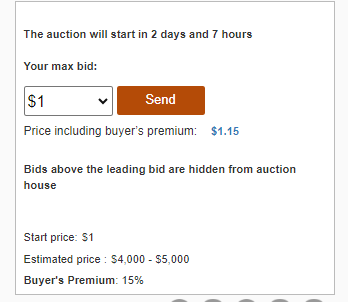 The auction will start in 2 days and 7 hours
Your max bid:
$1 Send
Price including buyer's premium: $1.15
Bids above the leading bid are hidden from auction
house
Start price: $1
Estimated price : $4,000 - $5,000
Buyer's Premium: 15%